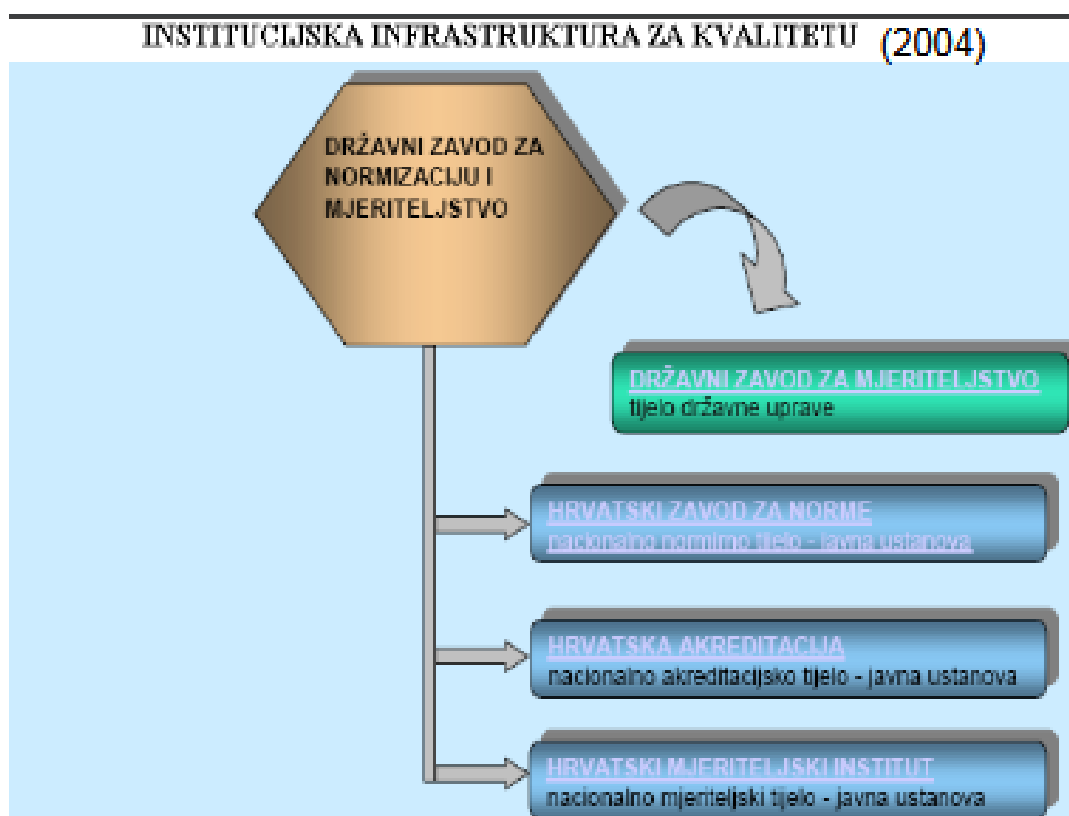 INSTITUCIJSKA INFRASTRUKTURA ZA KVALITETU (2004)
DRŽAVNI ZAVOD ZA
NORMIZACIJU I
MJERITELJSTVO
DRŽAVNI ZAVOD ZA MJERITELJSTVO
tijelo državne uprave
HRVATSKI ZAVOD ZA NORME
nacionalno normirno tijelo - javna ustanova
HRVATSKA AKREDITACIJA
nacionalno akreditacijsko tijelo - javna ustanova
HRVATSKI MJERITELJSKI INSTITUT
nacionalno mjeriteljski tijelo - javna ustanova